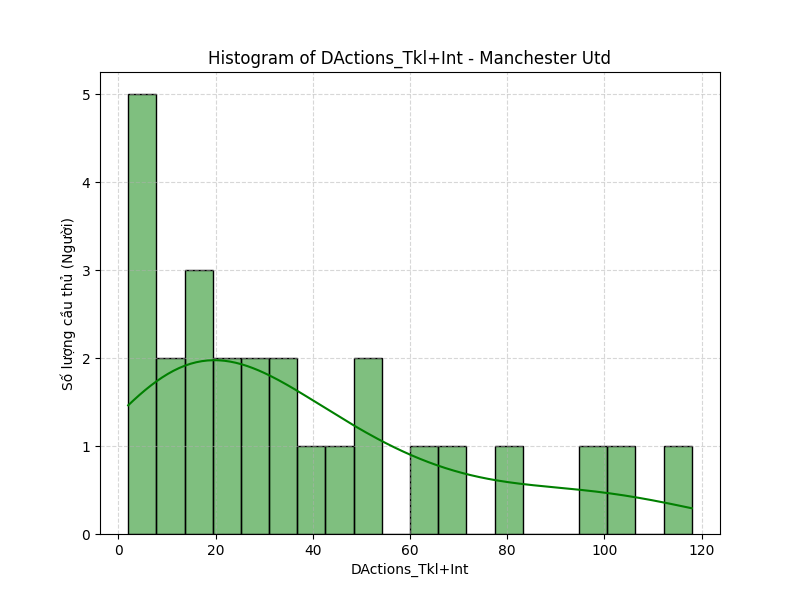 Histogram of DActions_Tkl+Int - Manchester Utd
Số lượng cầu thủ (Người)
5
4
3
2
1
0
0 20 40 60 80 100 120
DActions_Tkl+Int